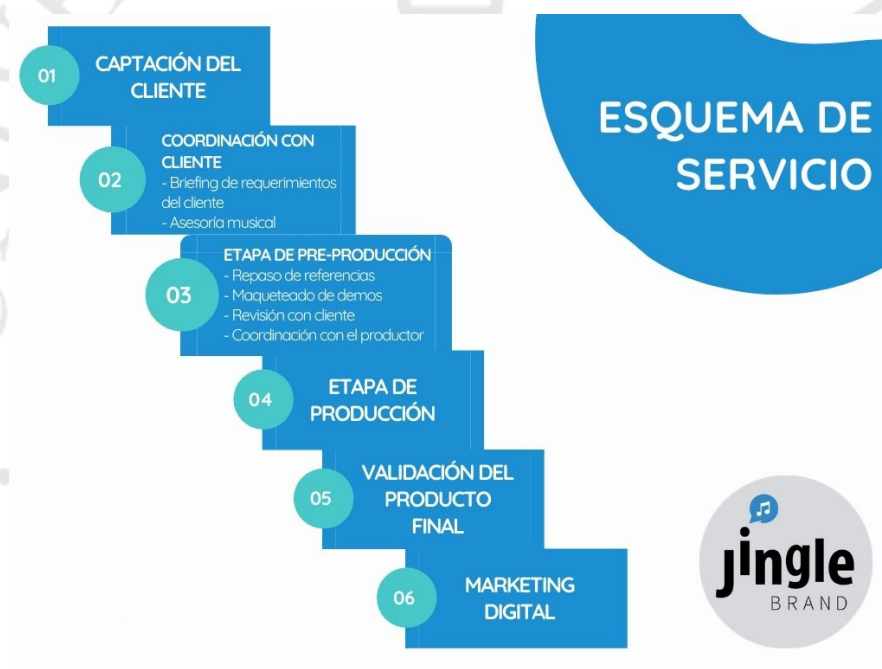 ESQUEMA DE
SERVICIO
01
CAPTACIÓN DEL
CLIENTE
02
COORDINACIÓN CON
CLIENTE
- Briefing de requerimientos
del cliente
- Asesoría musical
03
ETAPA DE PRE-PRODUCCIÓN
- Repaso de referencias
- Maqueteado de demos
- Revisión con cliente
- Coordinación con el productor
04
ETAPA DE
PRODUCCIÓN
05
VALIDACIÓN DEL
PRODUCTO
FINAL
06
MARKETING
DIGITAL
jingle
BRAND